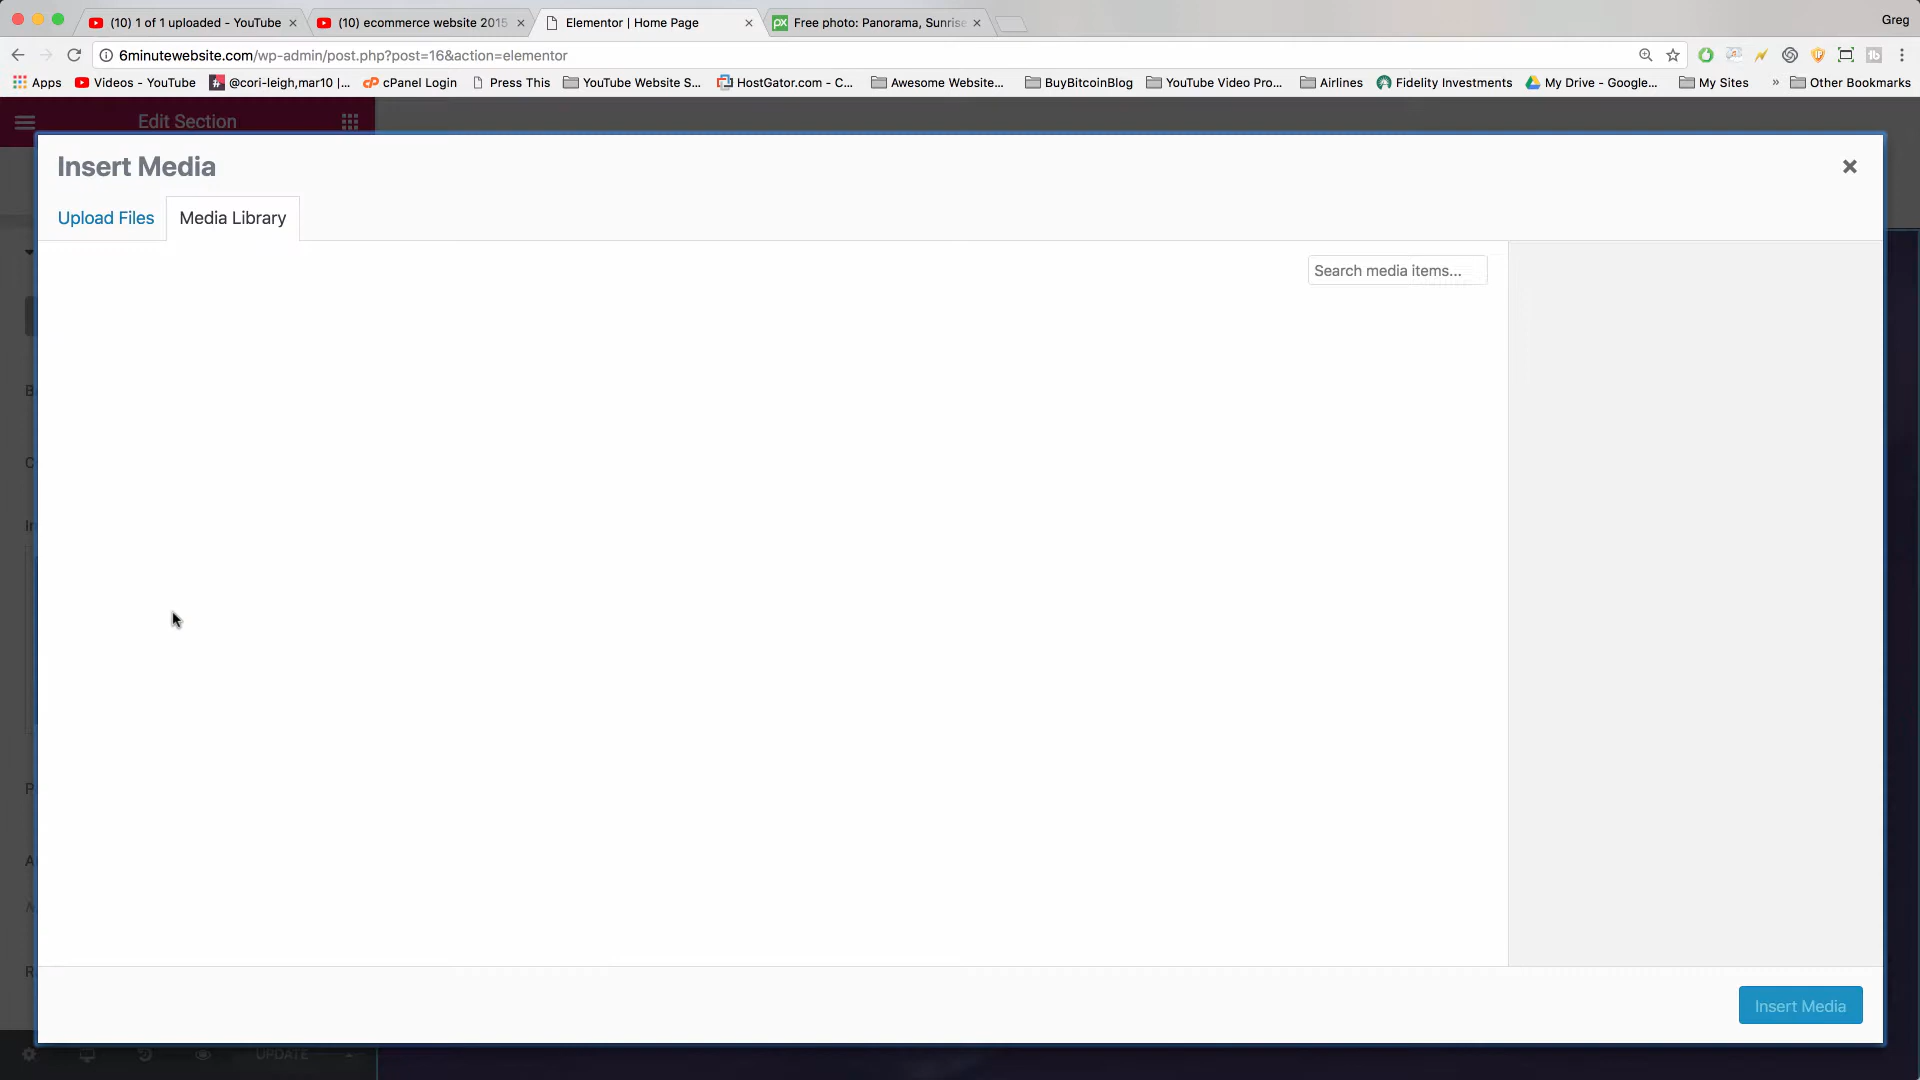 (10) 1 of 1 uploaded - YouTube
(10) ecommerce website 2015
Elementor | Home Page
Free photo: Panorama, Sunrise
Greg
6minutewebsite.com/wp-admin/post.php?post=16&action=elementor
Apps
Videos - YouTube
@cori-leigh,mar10 |...
cPanel Login
Press This
YouTube Website S...
HostGator.com - C...
Awesome Website...
BuyBitcoinBlog
YouTube Video Pro...
Airlines
Fidelity Investments
My Drive - Google...
My Sites
»
Other Bookmarks
Edit Section
Insert Media
Upload Files
Media Library
Search media items...
Insert Media
UPDATE